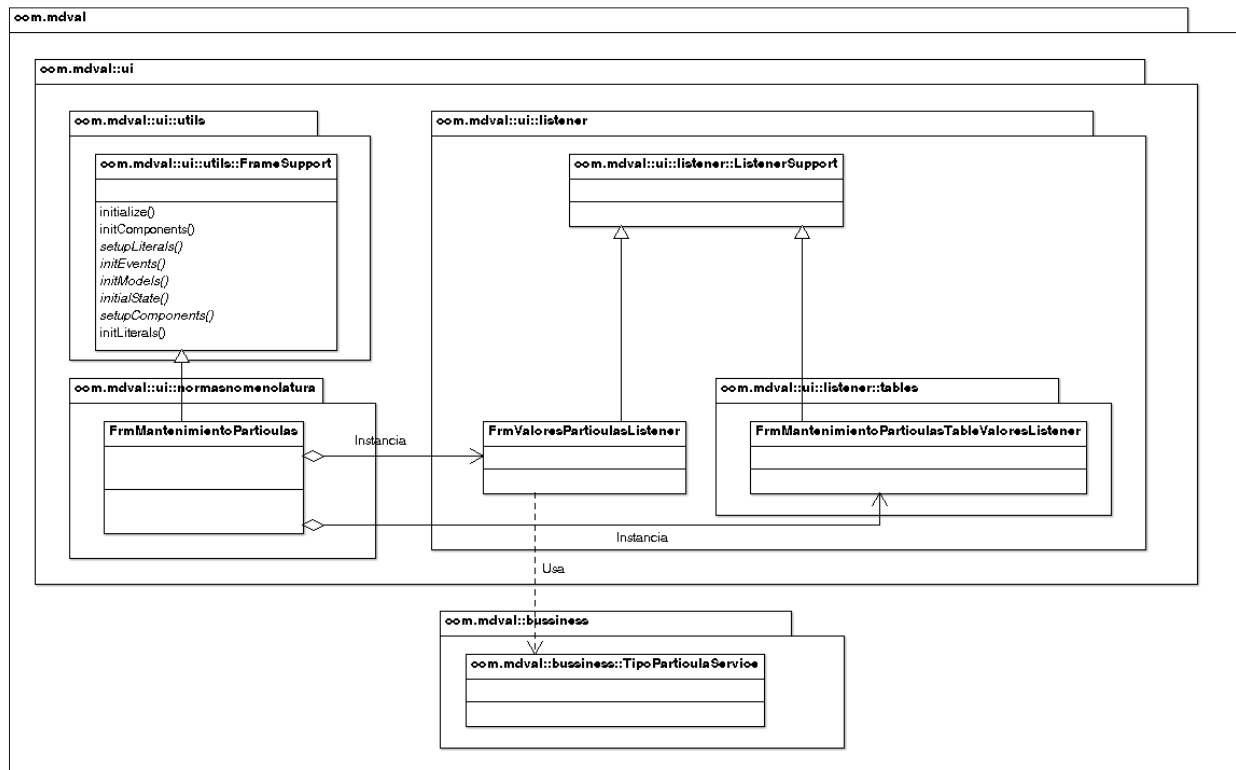 com.mdval
com.mdval::ui
com.mdval::ui::utils
com.mdval::ui::listener
com.mdval::ui::utils::FrameSupport
com.mdval::ui::listener::ListenerSupport
initialize()
initComponents()
setupLiterals()
initEvents()
initModels()
initialState()
setupComponents()
initLiterals()
com.mdval::ui::normasnomenclatura
com.mdval::ui::listener::tables
FrmMantenimientoParticulas
FrmValoresParticulasListener
FrmMantenimientoParticulasTableValoresListener
Instancia
Instancia
Usa
com.mdval::bussiness
com.mdval::bussiness::TipoParticulaService